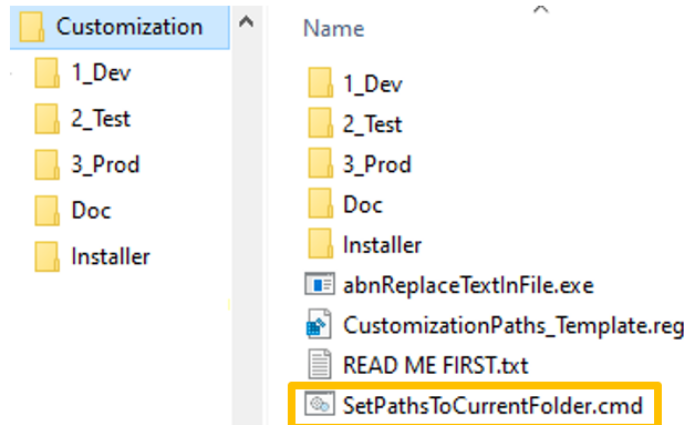 Customization
1_Dev
2_Test
3_Prod
Doc
Installer
Name
1_Dev
2_Test
3_Prod
Doc
Installer
abnReplaceTextInFile.exe
CustomizationPaths_Template.reg
READ ME FIRST.txt
SetPathsToCurrentFolder.cmd